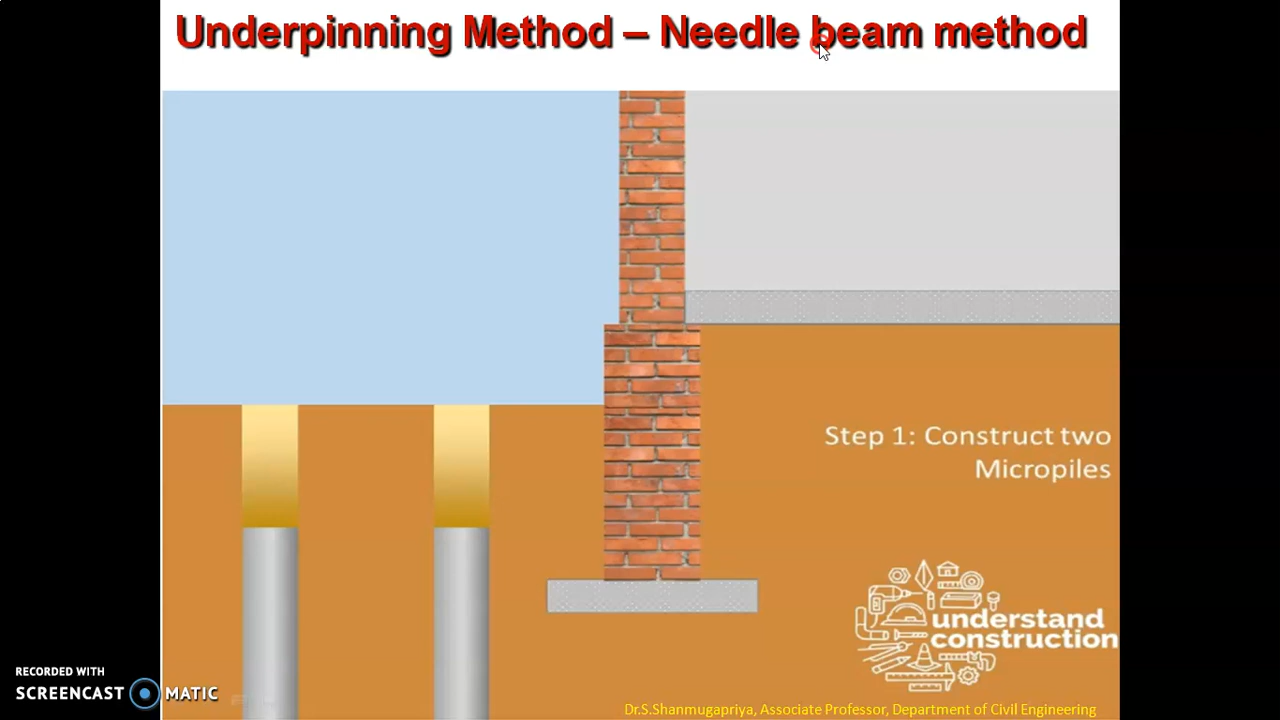 Underpinning Method – Needle beam method
Step 1: Construct two
Micropiles
understand
construction
RECORDED WITH
SCREENCAST MATIC
Dr.S.Shanmugapriya, Associate Professor, Department of Civil Engineering